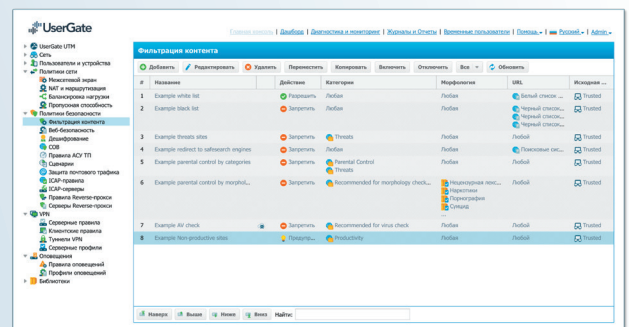 UserGate
Главная консоль | Дашборд | Диагностика и мониторинг | Журналы и Отчеты | Временные пользователи | Помощь | Русский | Admin
UserGate UTM
Сеть
Пользователи и устройства
Политики сети
Межсетевой экран
NAT и маршрутизация
Балансировка нагрузки
Пропускная способность
Политики безопасности
Фильтрация контента
Веб-безопасность
Дешифрование
СОВ
Правила АСУ ТП
Сценарии
Защита почтового трафика
ICAP-правила
ICAP-серверы
Правила Reverse-прокси
Серверы Reverse-прокси
VPN
Серверные правила
Клиентские правила
Туннели VPN
Серверные профили
Оповещения
Правила оповещений
Профили оповещений
Библиотеки
Фильтрация контента
Добавить Редактировать Удалить Переместить Копировать Включить Отключить Все Обновить
# Название Действие Категории Морфология URL Исходная ...
1 Example white list Разрешить Любая Любая Белый список ... Trusted
2 Example black list Запретить Любая Любая Черный список... Trusted
Черный список...
Черный список...
3 Example threats sites Запретить Threats Любая Любой Trusted
4 Example redirect to safesearch engines Запретить Любая Любая Поисковые сис... Trusted
5 Example parental control by categories Запретить Parental Control Любая Любой Trusted
Threats
6 Example parental control by morphol... Запретить Recommended for morphology check... Нецензурная лекс... Любой Trusted
Наркотики
Порнография
Суицид
...
7 Example AV check Запретить Recommended for virus check Любая Любой Trusted
8 Example Non-productive sites Предупр... Productivity Любая Любой Trusted
Наверх Выше Ниже Вниз Найти: